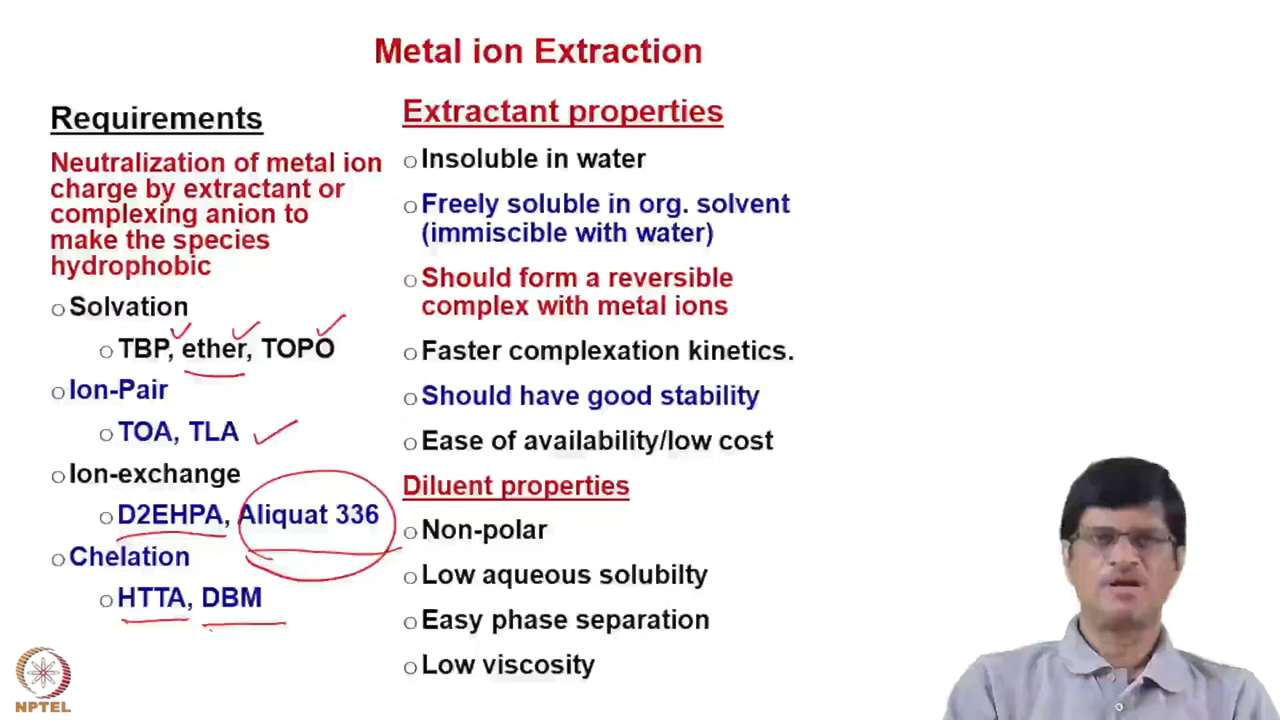 Metal ion Extraction
Requirements
Neutralization of metal ion
charge by extractant or
complexing anion to
make the species
hydrophobic
Solvation
TBP, ether, TOPO
Ion-Pair
TOA, TLA
Ion-exchange
D2EHPA, Aliquat 336
Chelation
HTTA, DBM
Extractant properties
Insoluble in water
Freely soluble in org. solvent
(immiscible with water)
Should form a reversible
complex with metal ions
Faster complexation kinetics.
Should have good stability
Ease of availability/low cost
Diluent properties
Non-polar
Low aqueous solubilty
Easy phase separation
Low viscosity
NPTEL